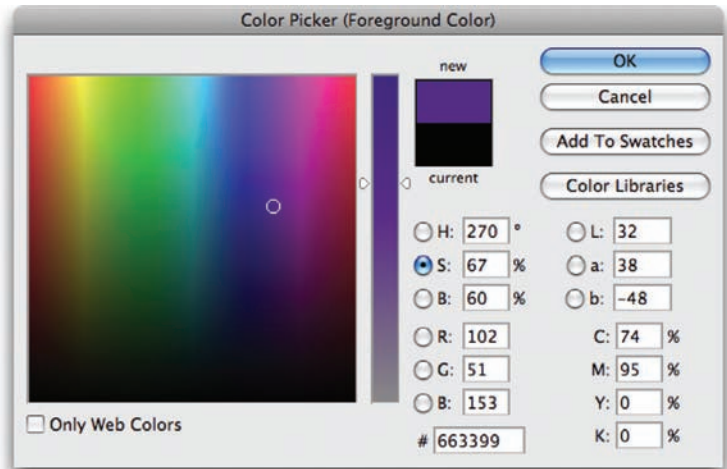 Color Picker (Foreground Color)
new
current
OK
Cancel
Add To Swatches
Color Libraries
H: 270 °
S: 67 %
B: 60 %
R: 102
G: 51
B: 153
# 663399
L: 32
a: 38
b: -48
C: 74 %
M: 95 %
Y: 0 %
K: 0 %
Only Web Colors